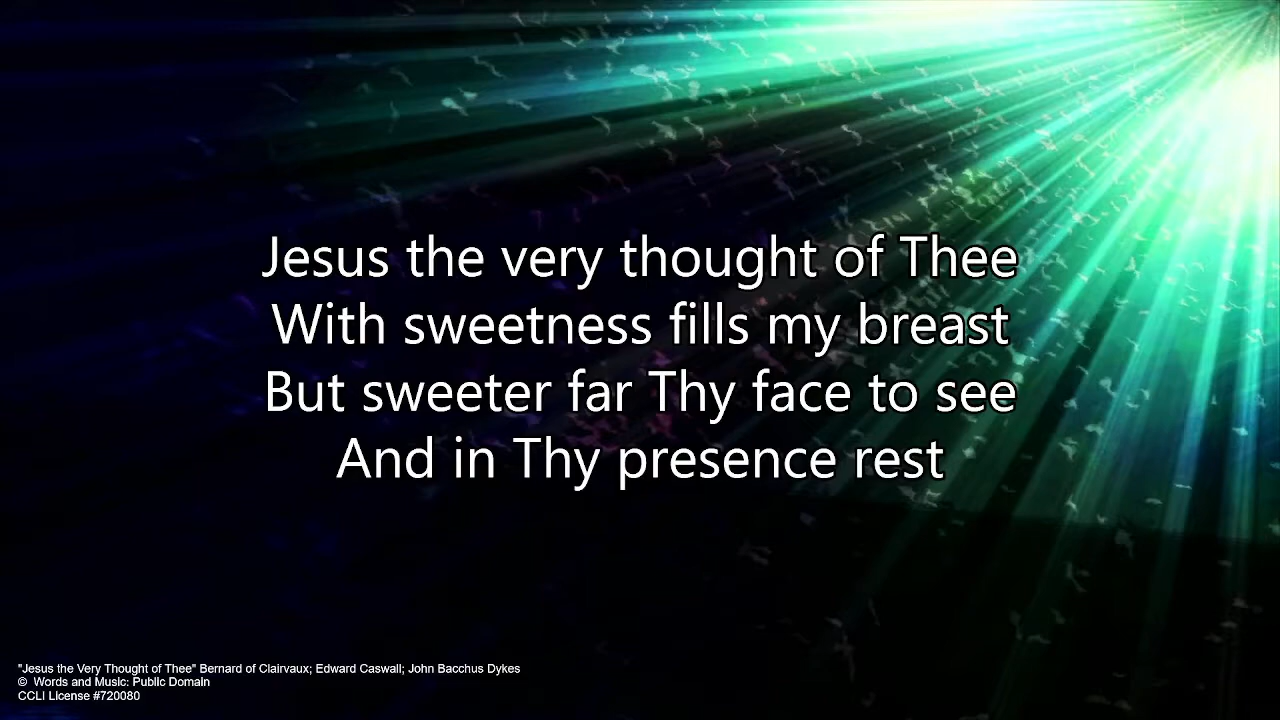 Jesus the very thought of Thee
With sweetness fills my breast
But sweeter far Thy face to see
And in Thy presence rest
"Jesus the Very Thought of Thee" Bernard of Clairvaux; Edward Caswall; John Bacchus Dykes
© Words and Music: Public Domain
CCLI License #720080